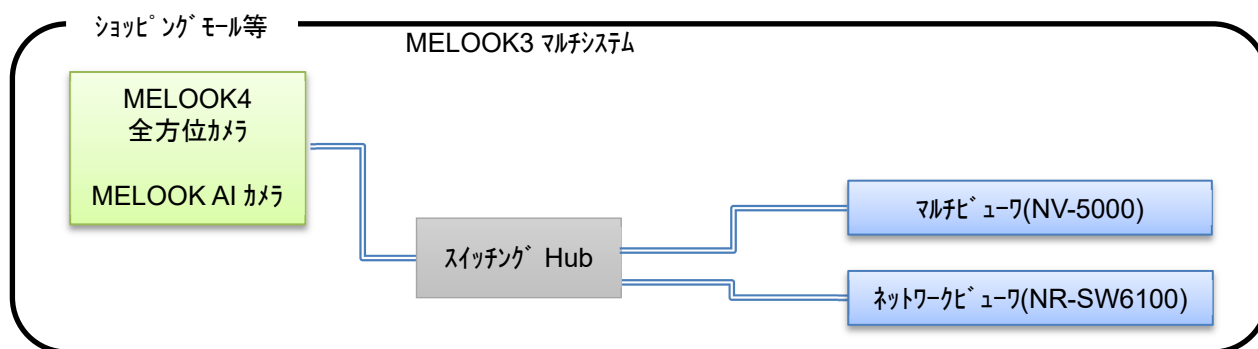 ｼｮｯﾋﾟﾝｸﾞﾓｰﾙ等
MELOOK3 ﾏﾙﾁｼｽﾃﾑ
MELOOK4
全方位ｶﾒﾗ
MELOOK AI ｶﾒﾗ
ｽｲｯﾁﾝｸﾞ Hub
ﾏﾙﾁﾋﾞｭｰﾜ(NV-5000)
ﾈｯﾄﾜｰｸﾋﾞｭｰﾜ(NR-SW6100)